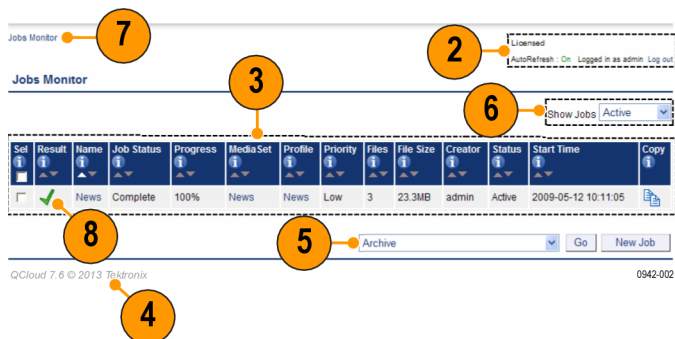 Jobs Monitor
7
2
Licensed
AutoRefresh : On Logged in as admin Log out
Jobs Monitor
3
6
Show Jobs Active
Sel Result Name Job Status Progress MediaSet Profile Priority Files File Size Creator Status Start Time Copy
News Complete 100% News News Low 3 23.3MB admin Active 2009-05-12 10:11:05
8
5
Archive Go New Job
QCloud 7.6 © 2013 Tektronix
0942-002
4